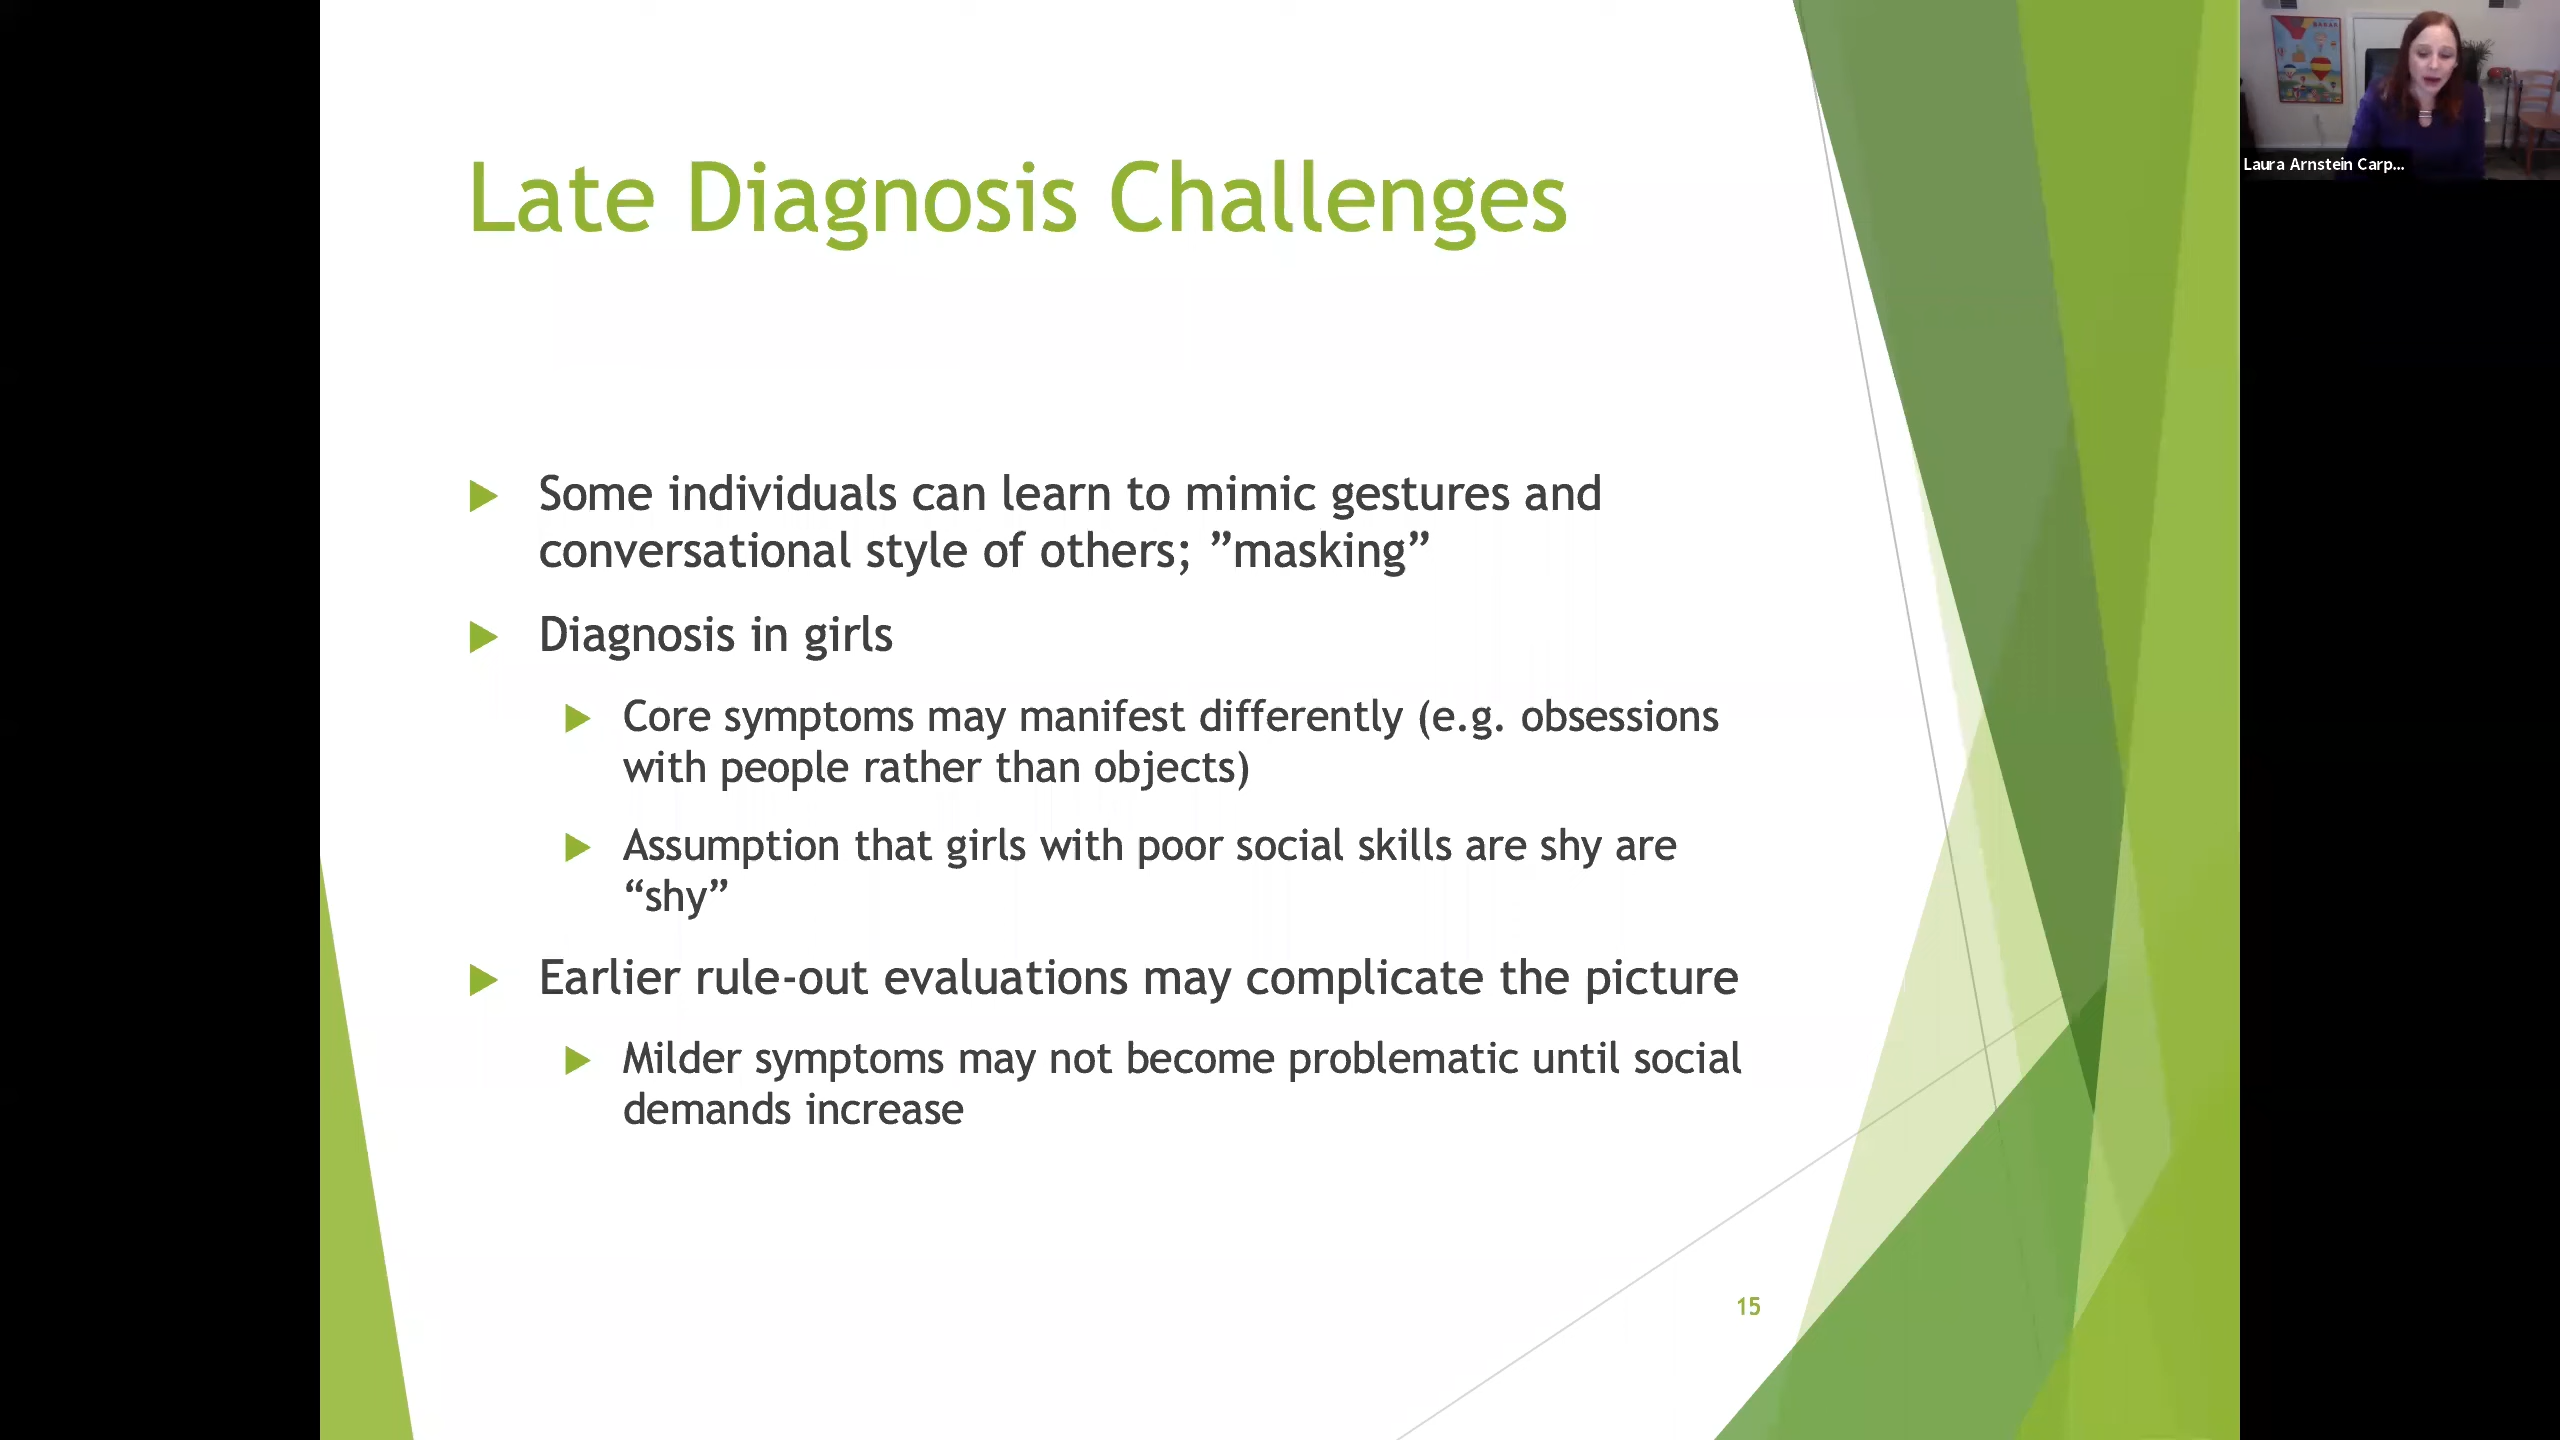 Late Diagnosis Challenges
Some individuals can learn to mimic gestures and
conversational style of others; ”masking”
Diagnosis in girls
Core symptoms may manifest differently (e.g. obsessions
with people rather than objects)
Assumption that girls with poor social skills are shy are
“shy”
Earlier rule-out evaluations may complicate the picture
Milder symptoms may not become problematic until social
demands increase
15
BABAR
Laura Arnstein Carp...